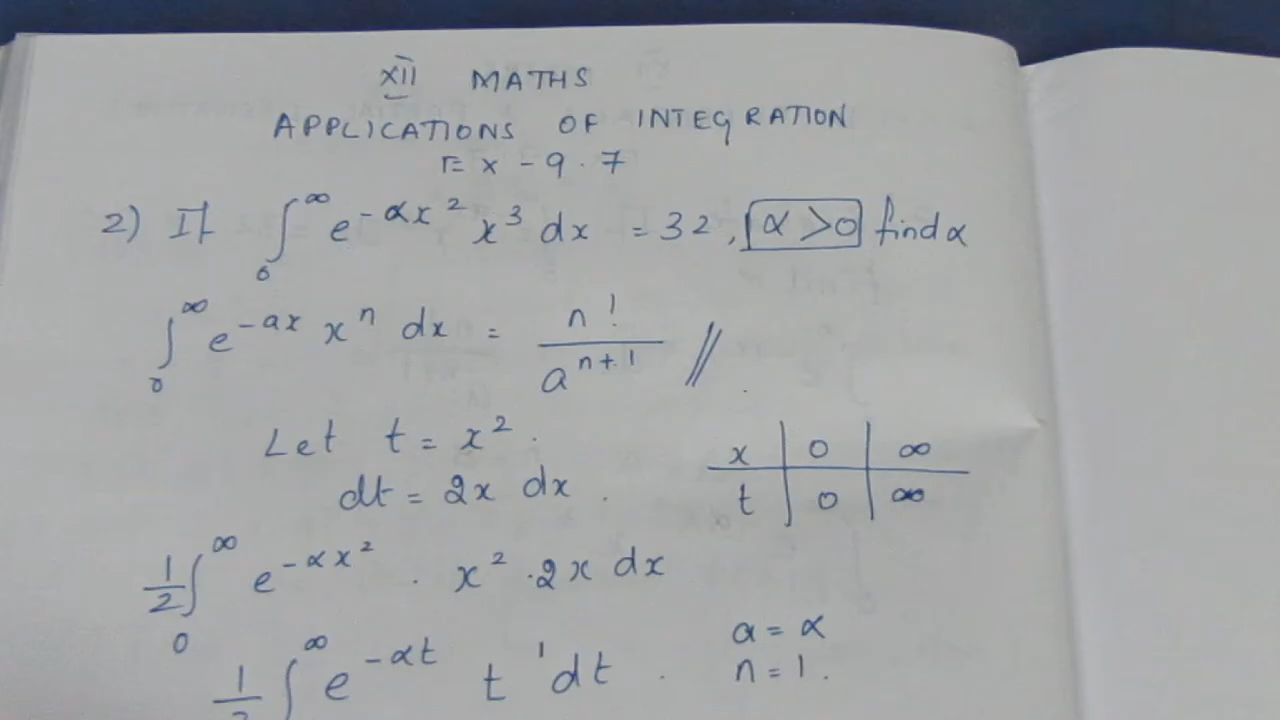 XII MATHS
APPLICATIONS OF INTEGRATION
Ex - 9.7
2) If ∫₀^∞ e^{-αx²} x³ dx = 32, α > 0 find α
∫₀^∞ e^{-ax} xⁿ dx = n! / a^{n+1} //
Let t = x².
dt = 2x dx.
x | 0 | ∞
t | 0 | ∞
1/2 ∫₀^∞ e^{-αx²} . x² . 2x dx
a = α
1/2 ∫^∞ e^{-αt} t¹ dt.
n = 1.